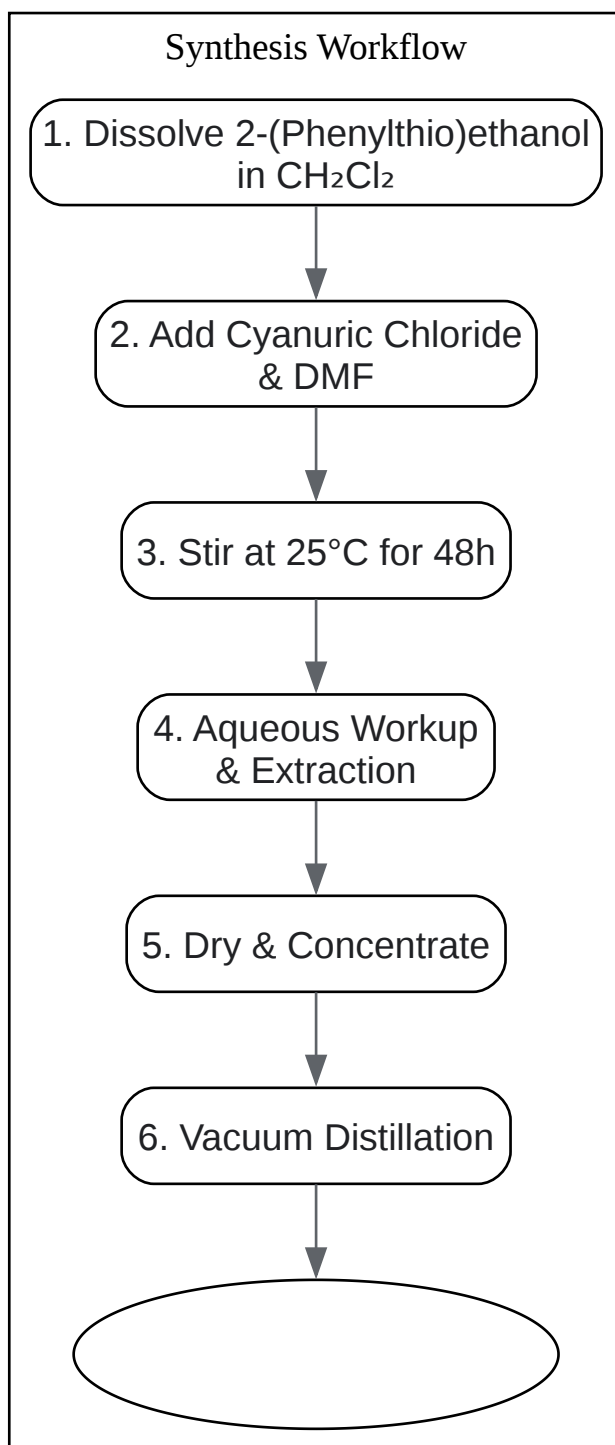 Synthesis Workflow
1. Dissolve 2-(Phenylthio)ethanol
in CH₂Cl₂
2. Add Cyanuric Chloride
& DMF
3. Stir at 25°C for 48h
4. Aqueous Workup
& Extraction
5. Dry & Concentrate
6. Vacuum Distillation